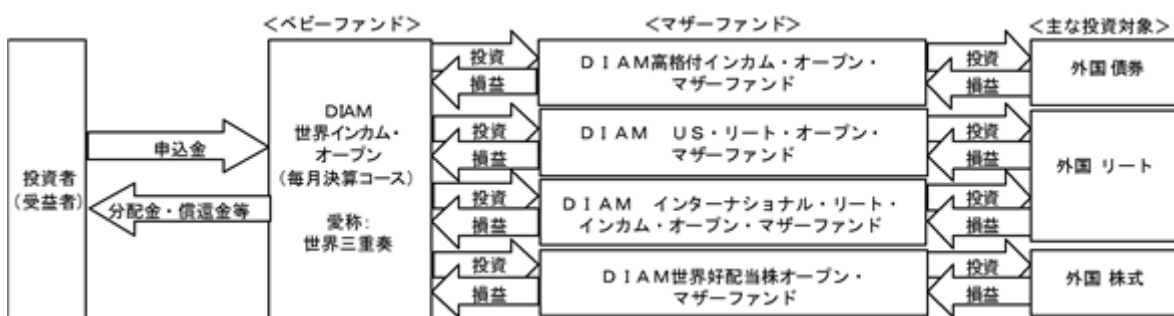 <ベビーファンド>
<マザーファンド>
<主な投資対象>
投資者
(受益者)
申込金
分配金・償還金等
DIAM
世界インカム・
オープン
(毎月決算コース)
愛称:
世界三重奏
投資
損益
DIAM高格付インカム・オープン・
マザーファンド
投資
損益
外国 債券
投資
損益
DIAM US・リート・オープン・
マザーファンド
投資
損益
外国 リート
投資
損益
DIAM インターナショナル・リート・
インカム・オープン・マザーファンド
投資
損益
投資
損益
DIAM世界好配当株オープン・
マザーファンド
投資
損益
外国 株式